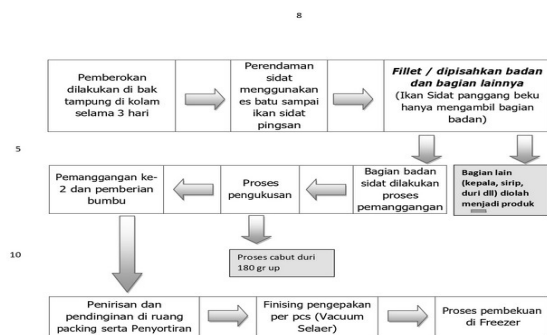 8
Pemberokan
dilakukan di bak
tampung di kolam
selama 3 hari
Perendaman
sidat
menggunakan
es batu sampai
ikan sidat
pingsan
Fillet / dipisahkan badan
dan bagian lainnya
(Ikan Sidat panggang beku
hanya mengambil bagian
badan)
5
Pemanggangan ke-
2 dan pemberian
bumbu
Proses
pengukusan
Bagian badan
sidat dilakukan
proses
pemanggangan
Bagian lain
(kepala, sirip,
duri dll) diolah
menjadi produk
10
Proses cabut duri
180 gr up
Penirisan dan
pendinginan di ruang
packing serta Penyortiran
Finising pengepakan
per pcs (Vacuum
Selaer)
Proses pembekuan
di Freezer